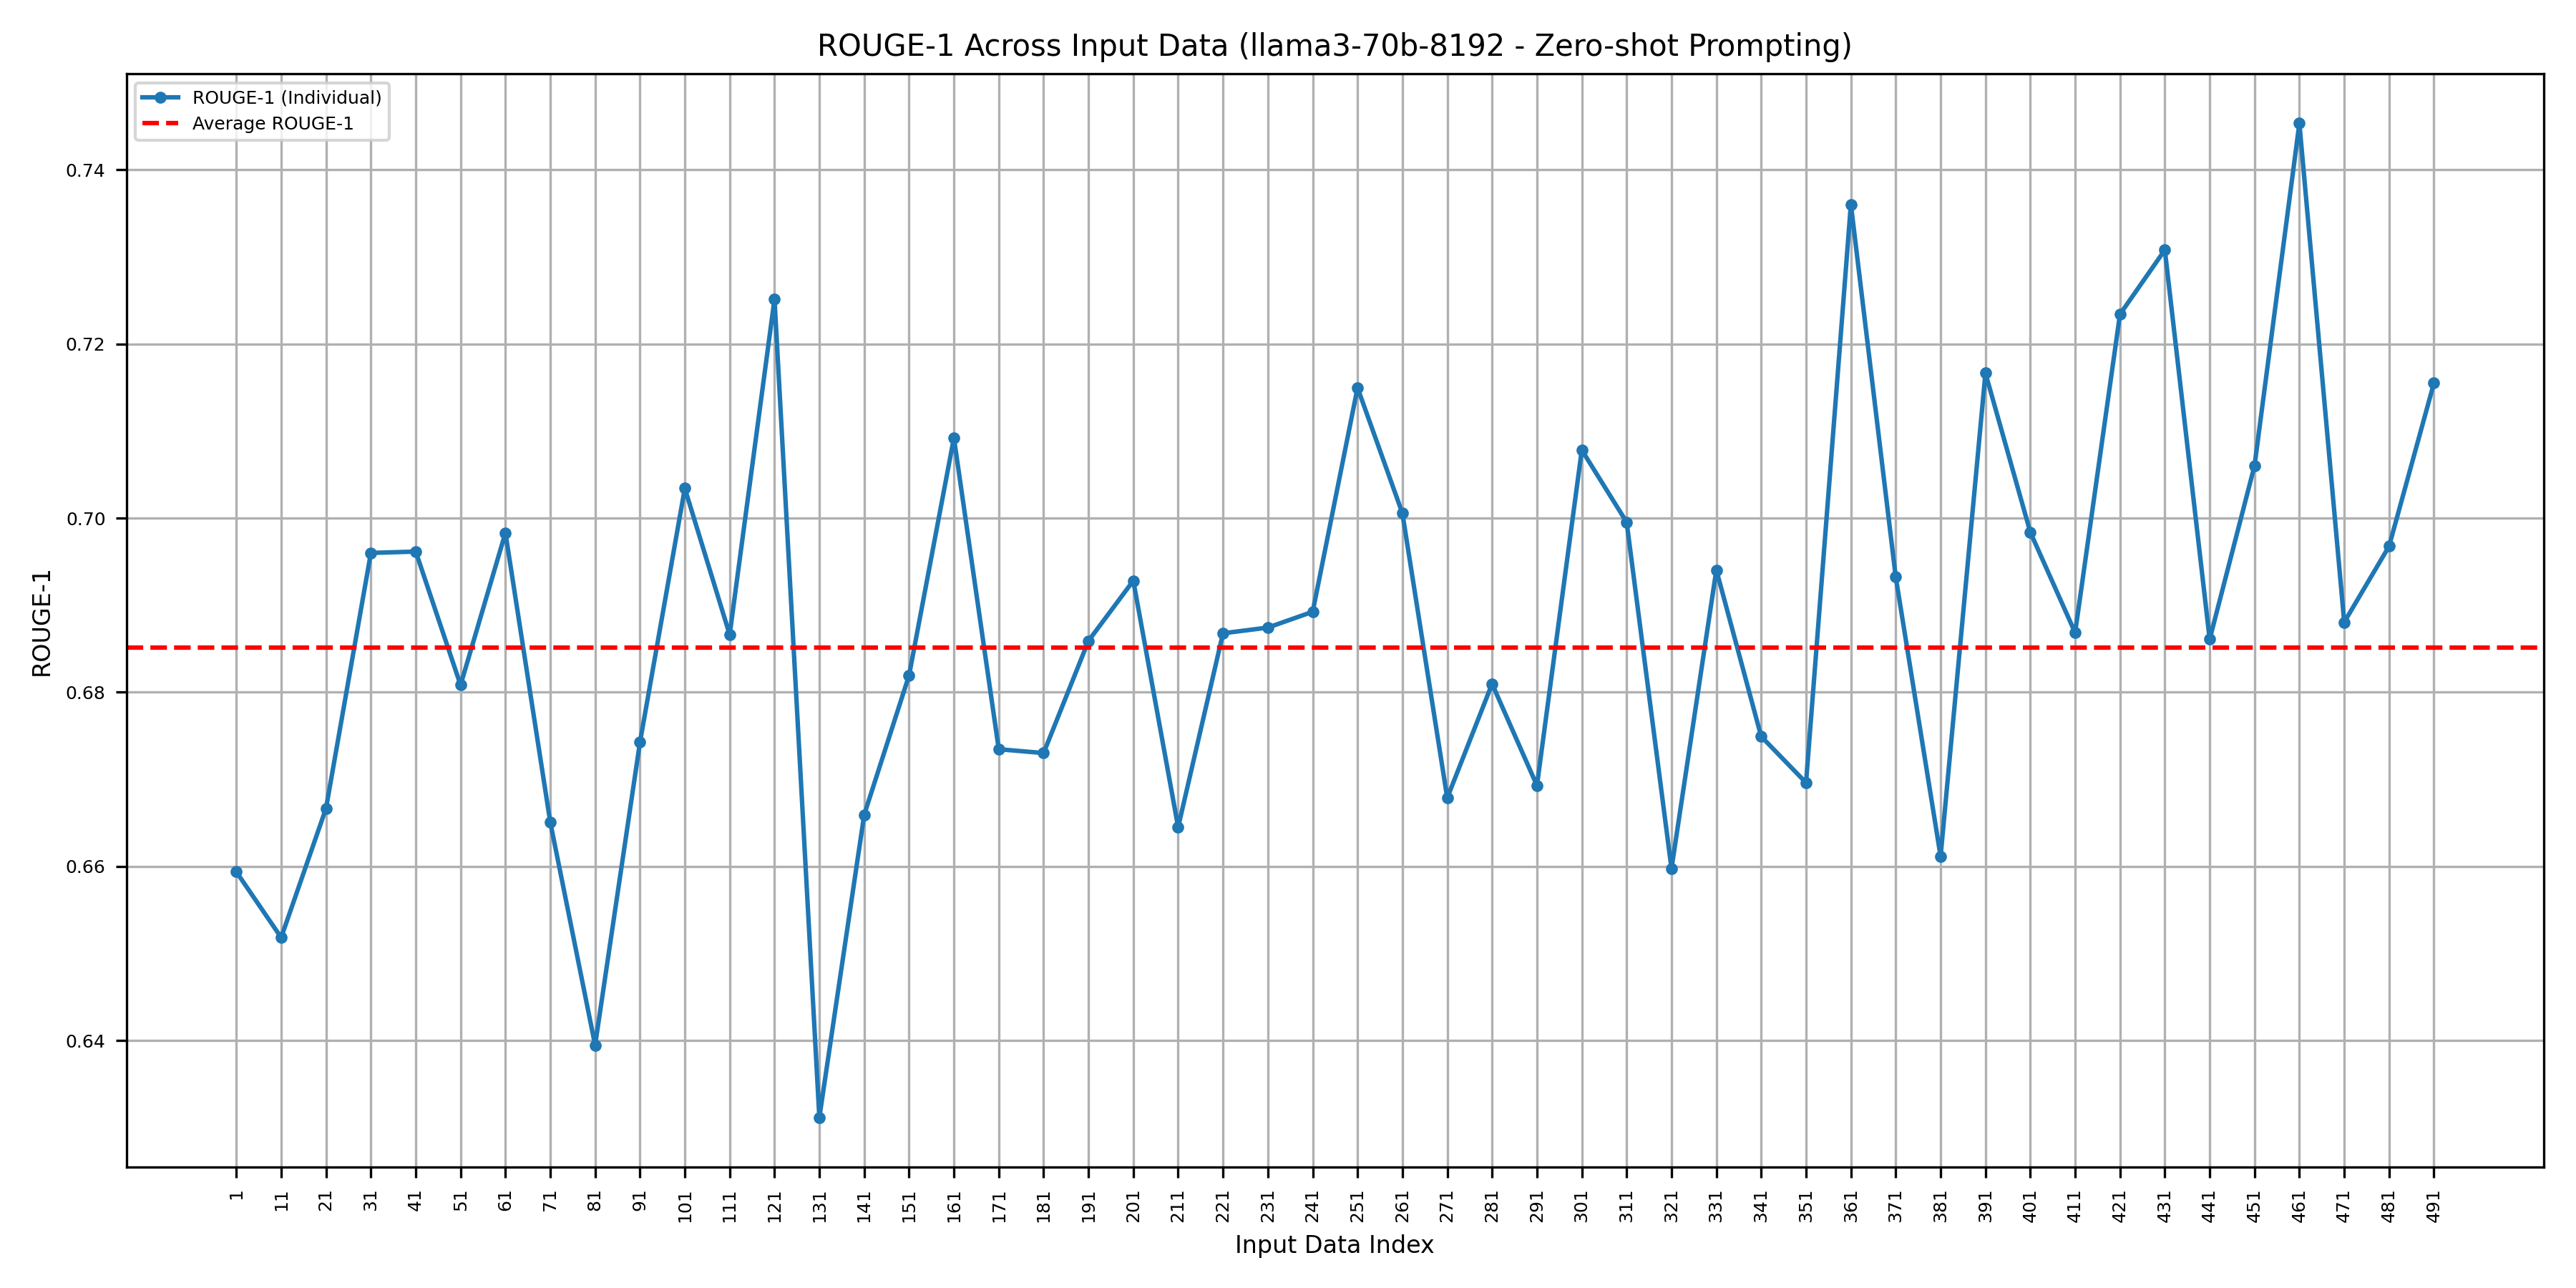 ROUGE-1 Across Input Data (llama3-70b-8192 - Zero-shot Prompting)
ROUGE-1 (Individual)
Average ROUGE-1
0.74
0.72
0.70
0.68
0.66
0.64
ROUGE-1
1 11 21 31 41 51 61 71 81 91 101 111 121 131 141 151 161 171 181 191 201 211 221 231 241 251 261 271 281 291 301 311 321 331 341 351 361 371 381 391 401 411 421 431 441 451 461 471 481 491
Input Data Index